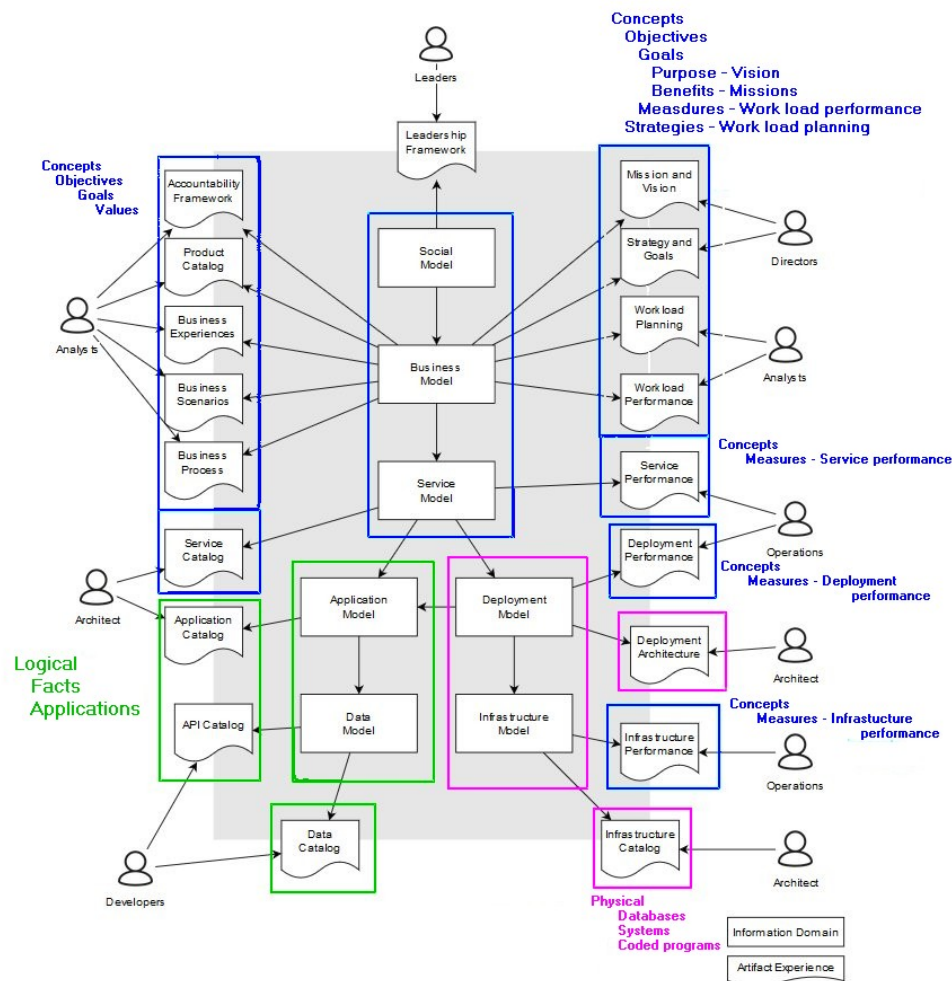 Concepts
Objectives
Goals
Purpose - Vision
Benefits - Missions
Measdures - Work load performance
Strategies - Work load planning
Leaders
Leadership
Framework
Concepts
Objectives
Goals
Values
Accountability
Framework
Mission and
Vision
Product
Catalog
Social
Model
Strategy and
Goals
Directors
Business
Experiences
Workload
Planning
Analysts
Business
Model
Analysts
Business
Scenarios
Workload
Performance
Business
Process
Concepts
Measures - Service performance
Service
Model
Service
Performance
Service
Catalog
Deployment
Performance
Operations
Concepts
Measures - Deployment
performance
Architect
Application
Catalog
Application
Model
Deployment
Model
Deployment
Architecture
Architect
Logical
Facts
Applications
API Catalog
Data
Model
Infrastructure
Model
Concepts
Measures - Infrastucture
performance
Infrastructure
Performance
Operations
Data
Catalog
Infrastructure
Catalog
Developers
Architect
Physical
Databases
Systems
Coded programs
Information Domain
Artifact Experience